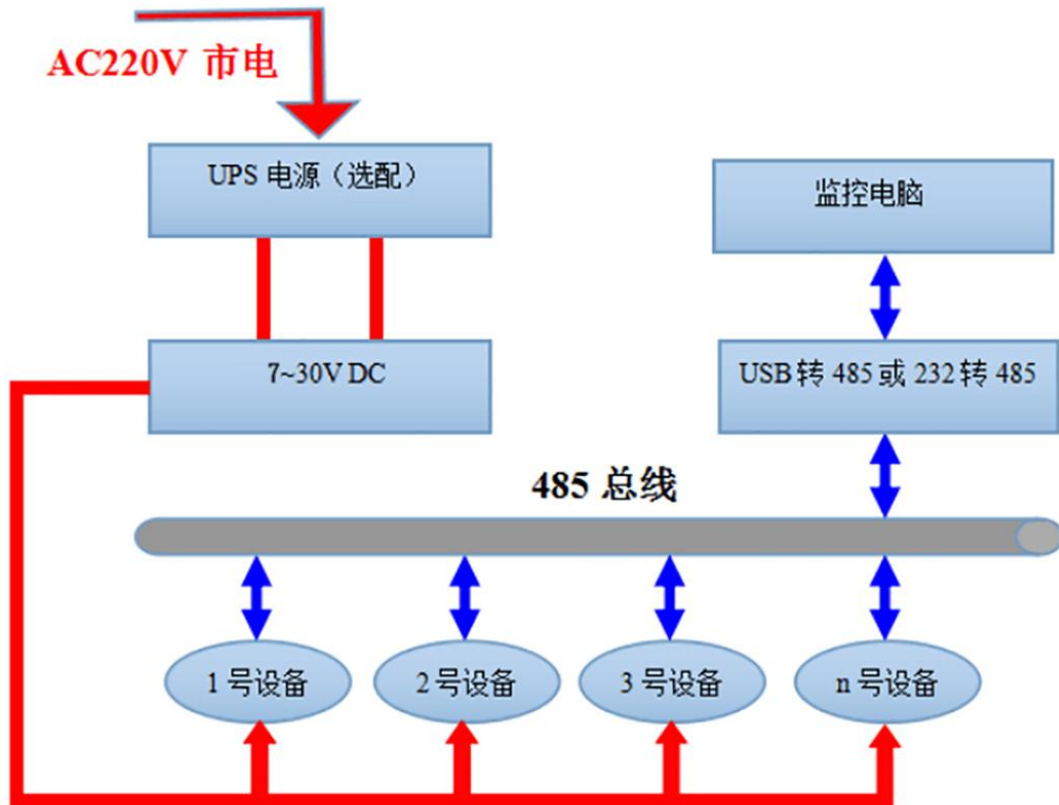 AC220V 市电
UPS 电源（选配）
监控电脑
7~30V DC
USB 转 485 或 232 转 485
485 总线
1 号设备
2 号设备
3 号设备
n 号设备